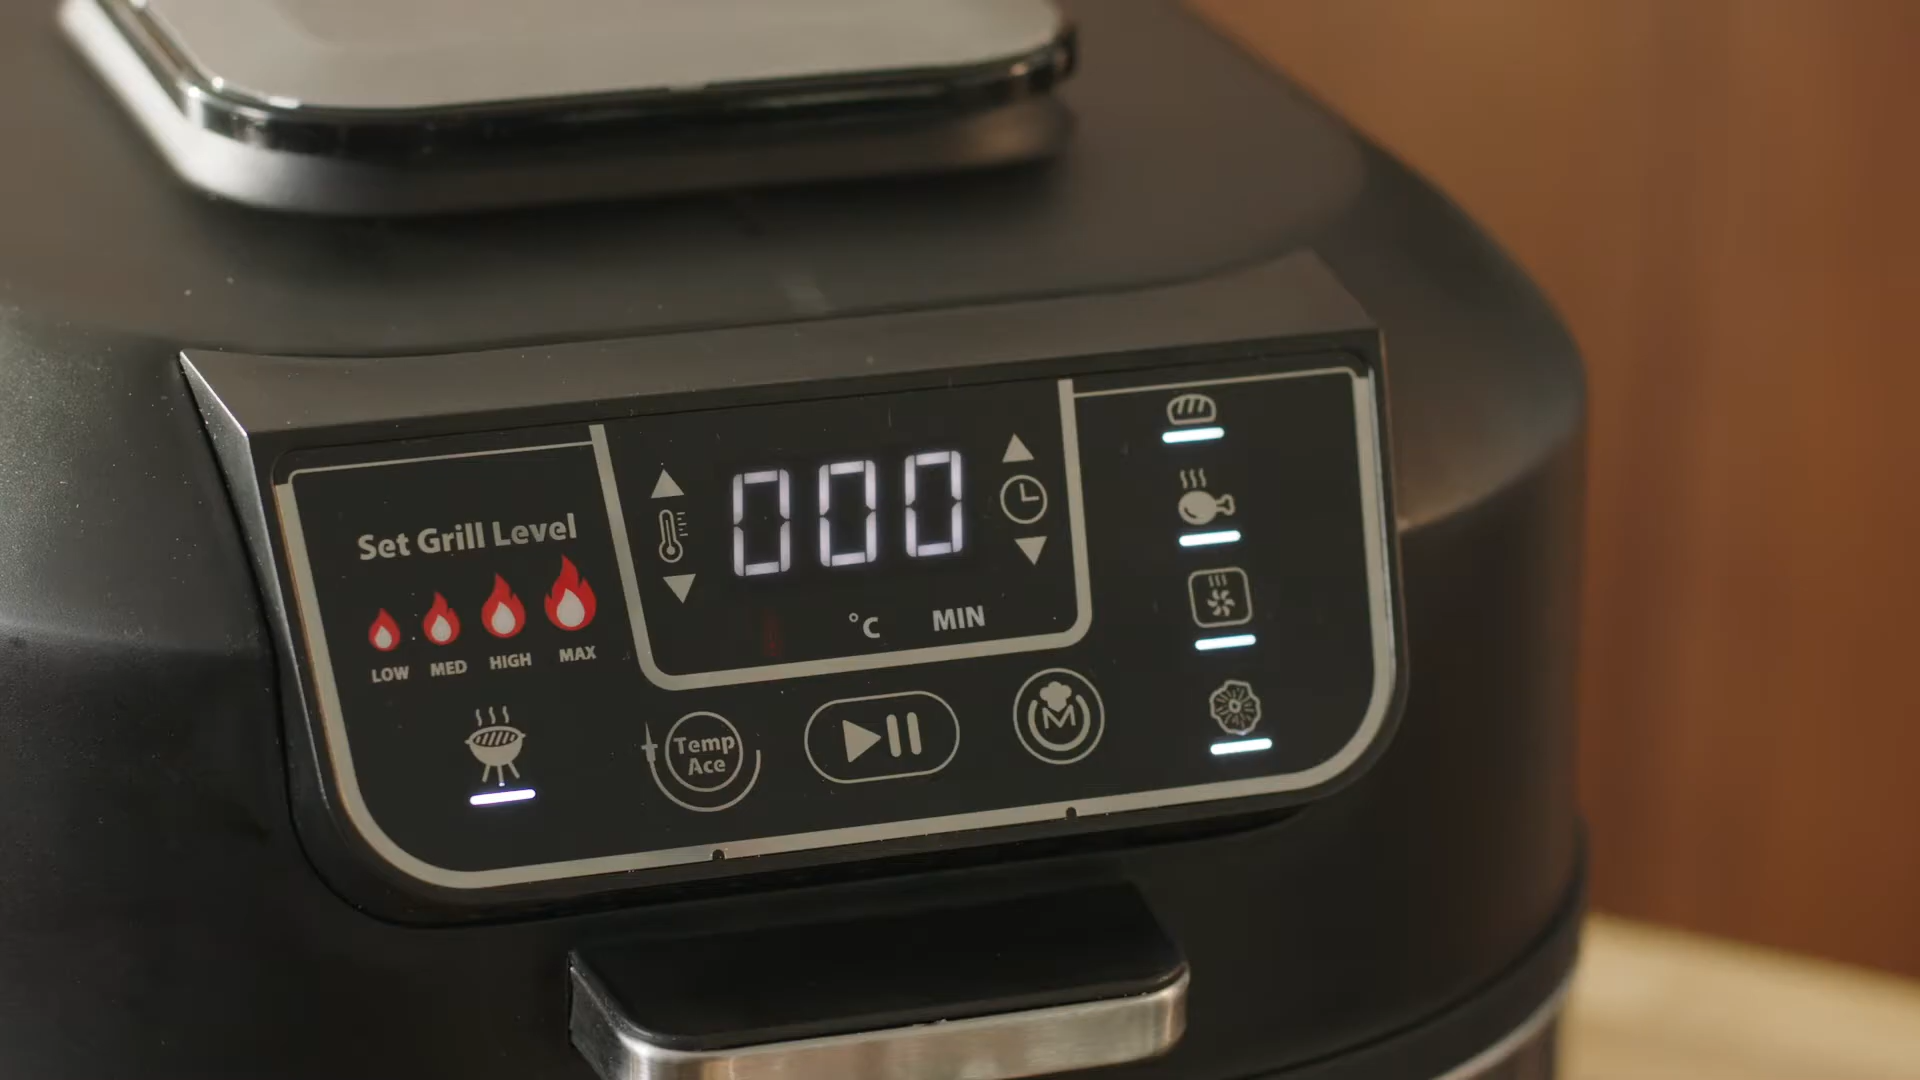 Set Grill Level
LOW MED HIGH MAX
000
°C MIN
Temp
Ace
M